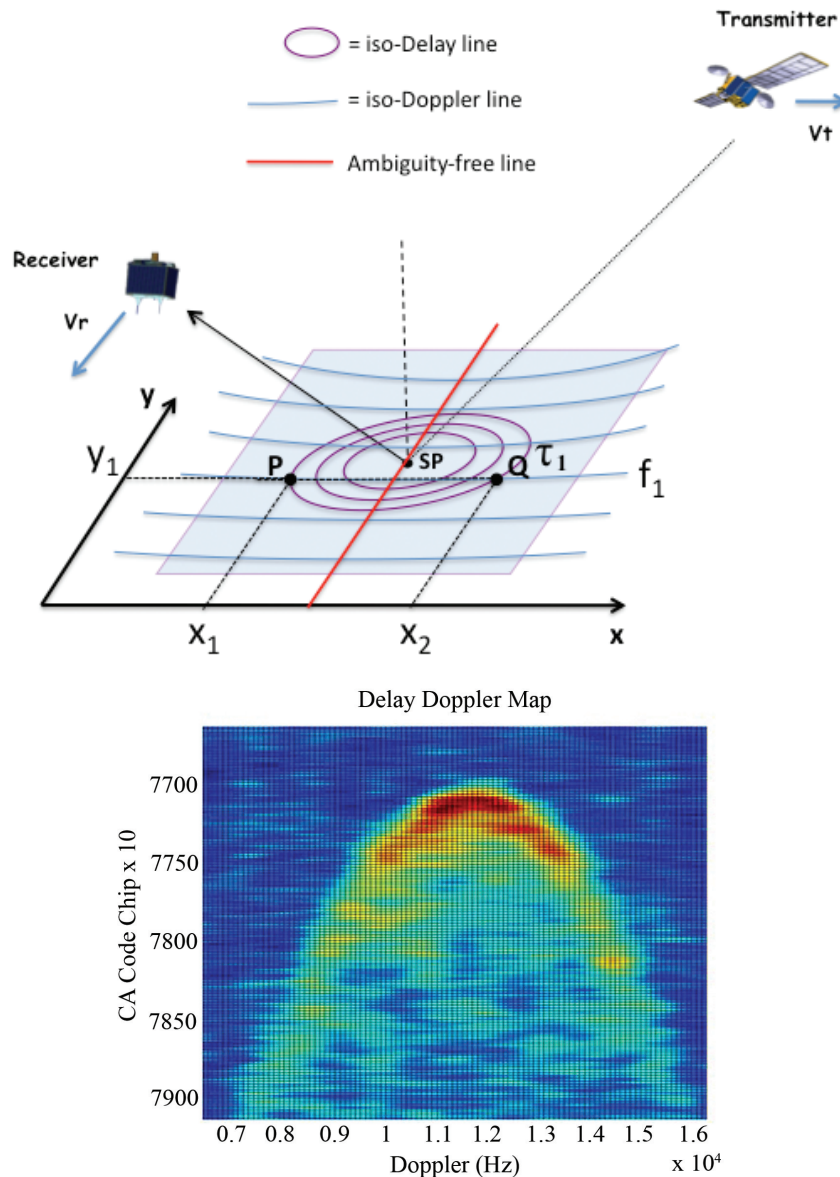 Transmitter
= iso-Delay line
= iso-Doppler line
Vt
Ambiguity-free line
Receiver
Vr
y
y₁
P
SP
Q
τ₁
f₁
x₁
x₂
x
Delay Doppler Map
CA Code Chip x 10
7700
7750
7800
7850
7900
0.7 0.8 0.9 1 1.1 1.2 1.3 1.4 1.5 1.6
Doppler (Hz)
x 10⁴